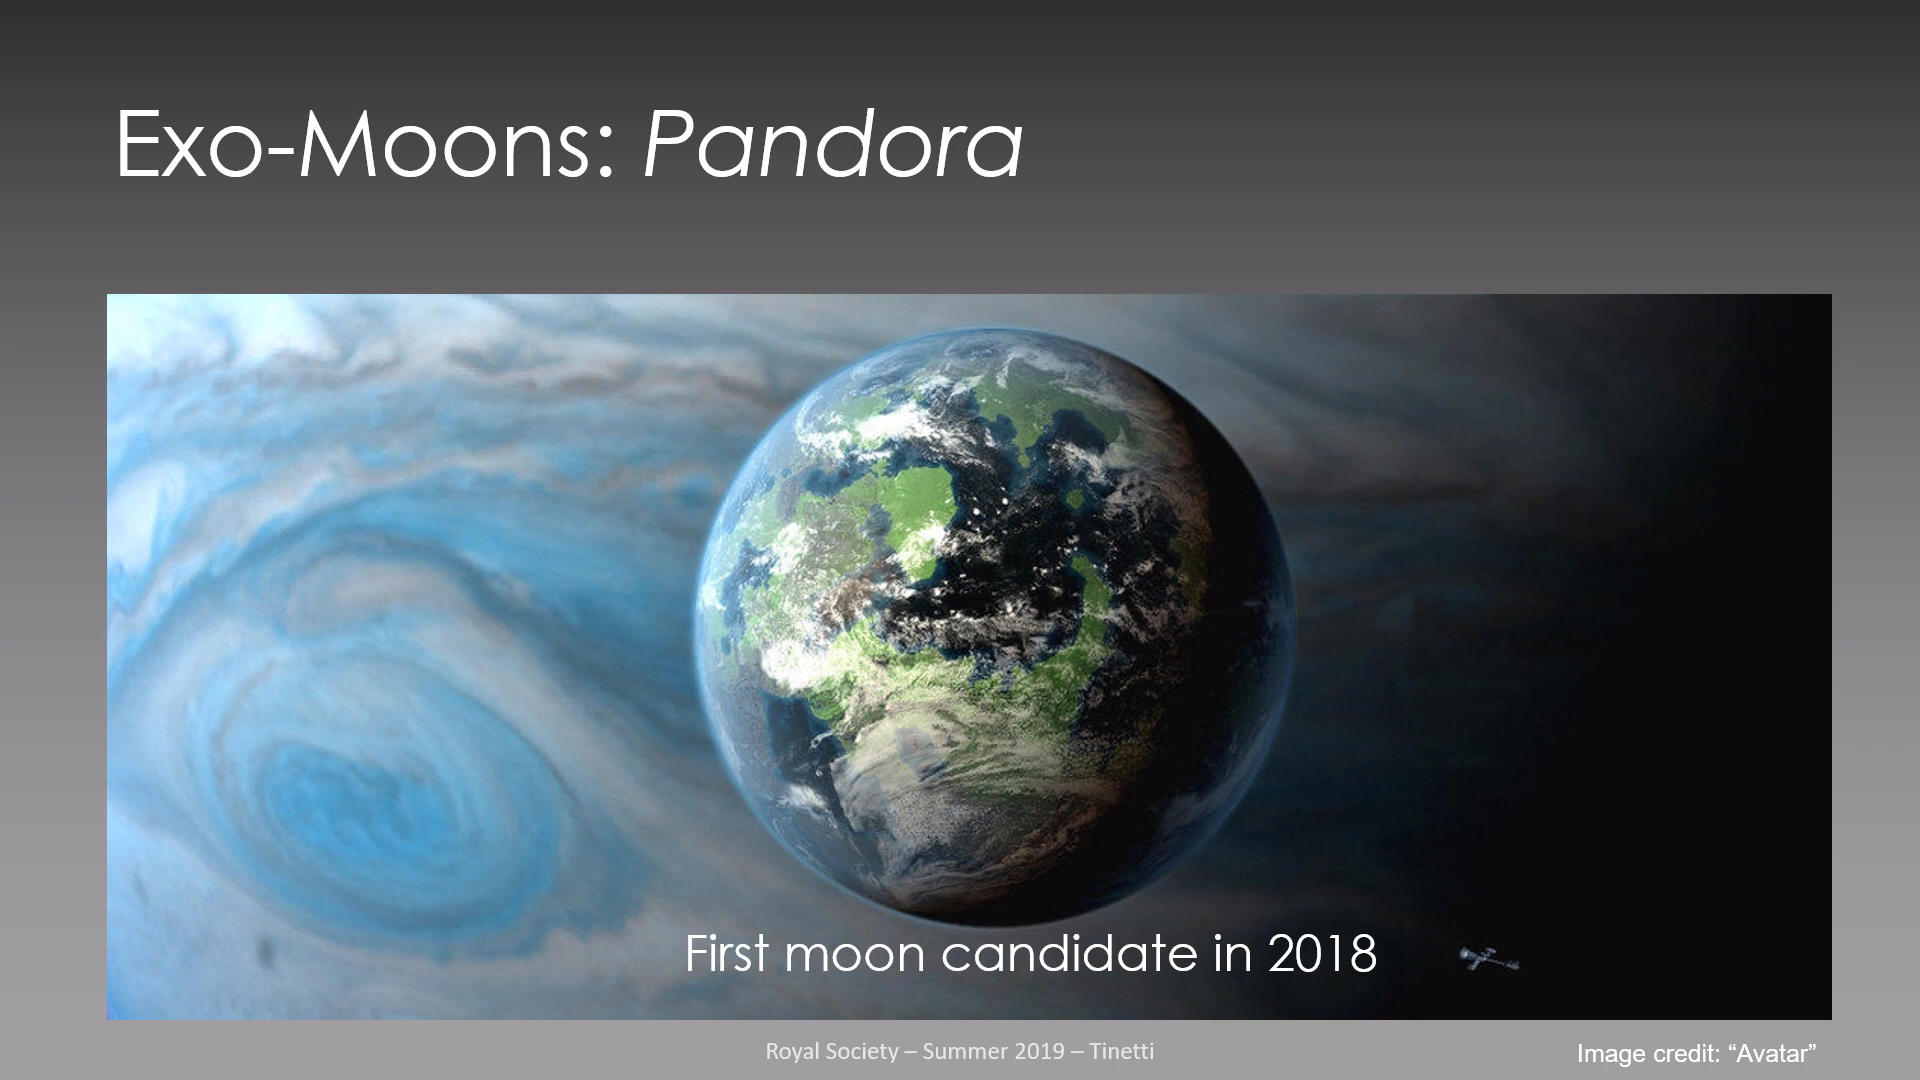 Exo-Moons: Pandora
First moon candidate in 2018
Royal Society – Summer 2019 – Tinetti
Image credit: “Avatar”